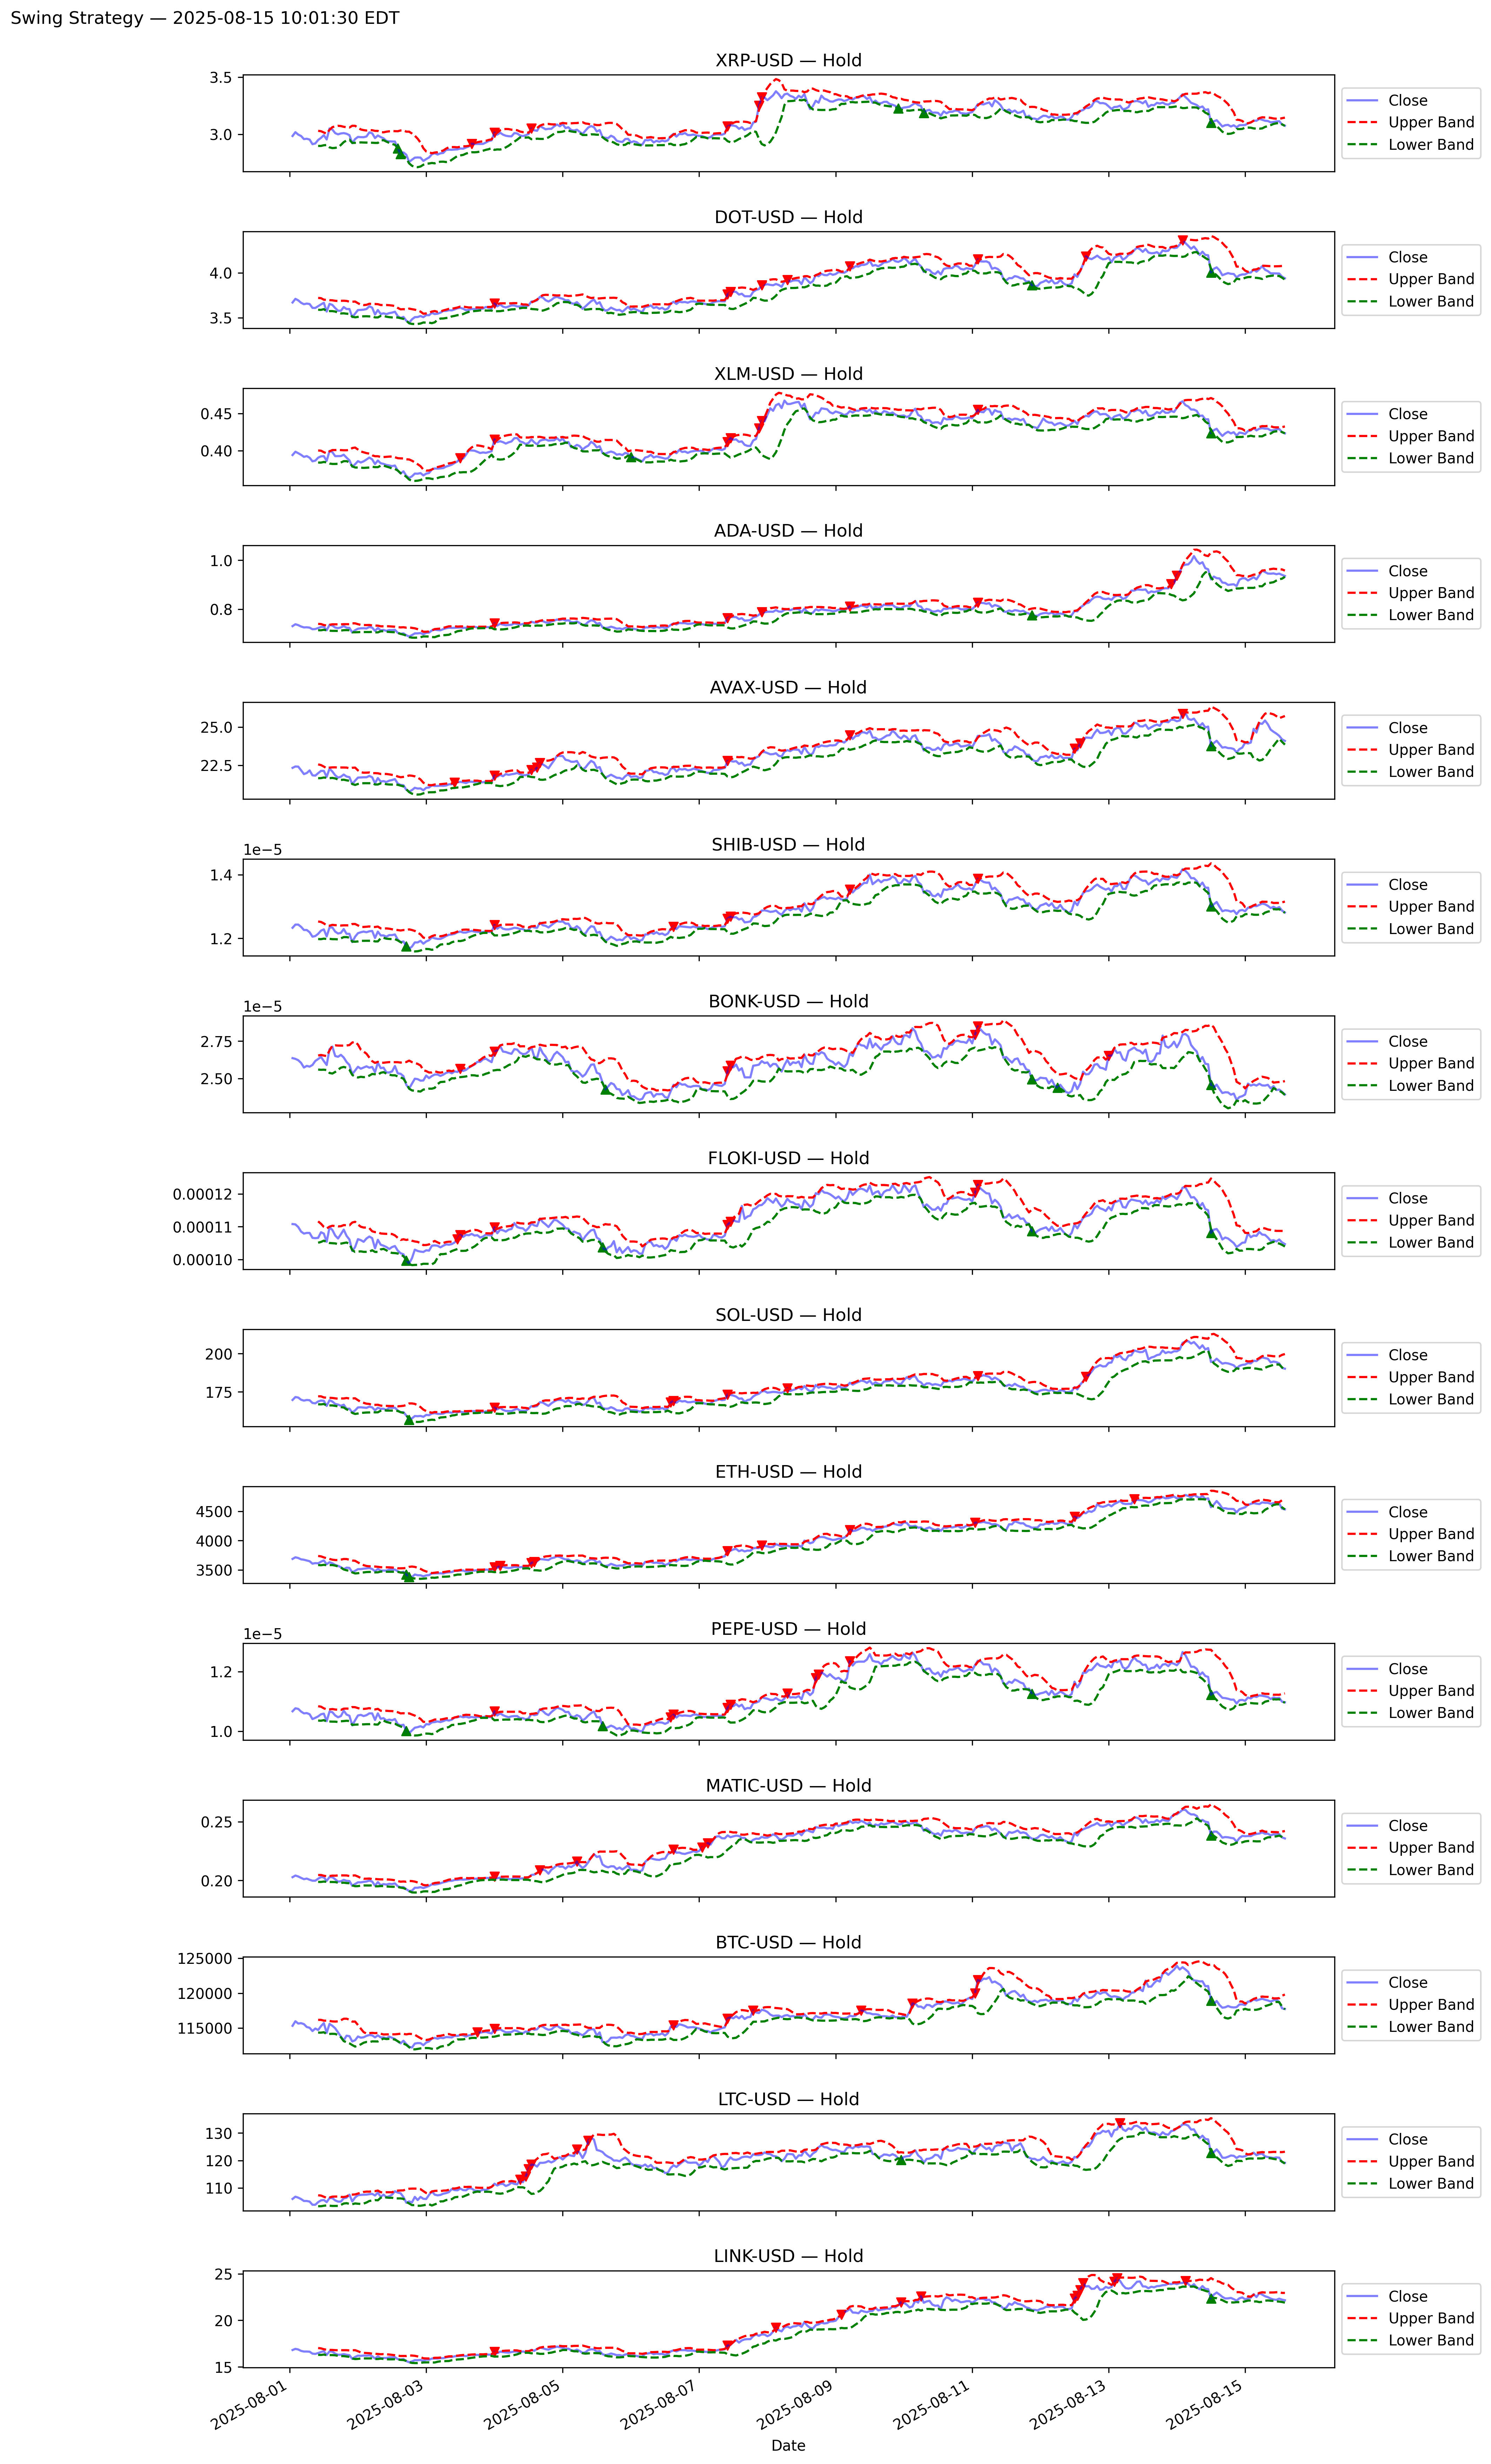 Swing Strategy — 2025-08-15 10:01:30 EDT
XRP-USD — Hold
3.5
3.0
Close
Upper Band
Lower Band
DOT-USD — Hold
4.0
3.5
Close
Upper Band
Lower Band
XLM-USD — Hold
0.45
0.40
Close
Upper Band
Lower Band
ADA-USD — Hold
1.0
0.8
Close
Upper Band
Lower Band
AVAX-USD — Hold
25.0
22.5
Close
Upper Band
Lower Band
SHIB-USD — Hold
1e−5
1.4
1.2
Close
Upper Band
Lower Band
BONK-USD — Hold
1e−5
2.75
2.50
Close
Upper Band
Lower Band
FLOKI-USD — Hold
0.00012
0.00011
0.00010
Close
Upper Band
Lower Band
SOL-USD — Hold
200
175
Close
Upper Band
Lower Band
ETH-USD — Hold
4500
4000
3500
Close
Upper Band
Lower Band
PEPE-USD — Hold
1e−5
1.2
1.0
Close
Upper Band
Lower Band
MATIC-USD — Hold
0.25
0.20
Close
Upper Band
Lower Band
BTC-USD — Hold
125000
120000
115000
Close
Upper Band
Lower Band
LTC-USD — Hold
130
120
110
Close
Upper Band
Lower Band
LINK-USD — Hold
25
20
15
Close
Upper Band
Lower Band
2025-08-01
2025-08-03
2025-08-05
2025-08-07
2025-08-09
2025-08-11
2025-08-13
2025-08-15
Date